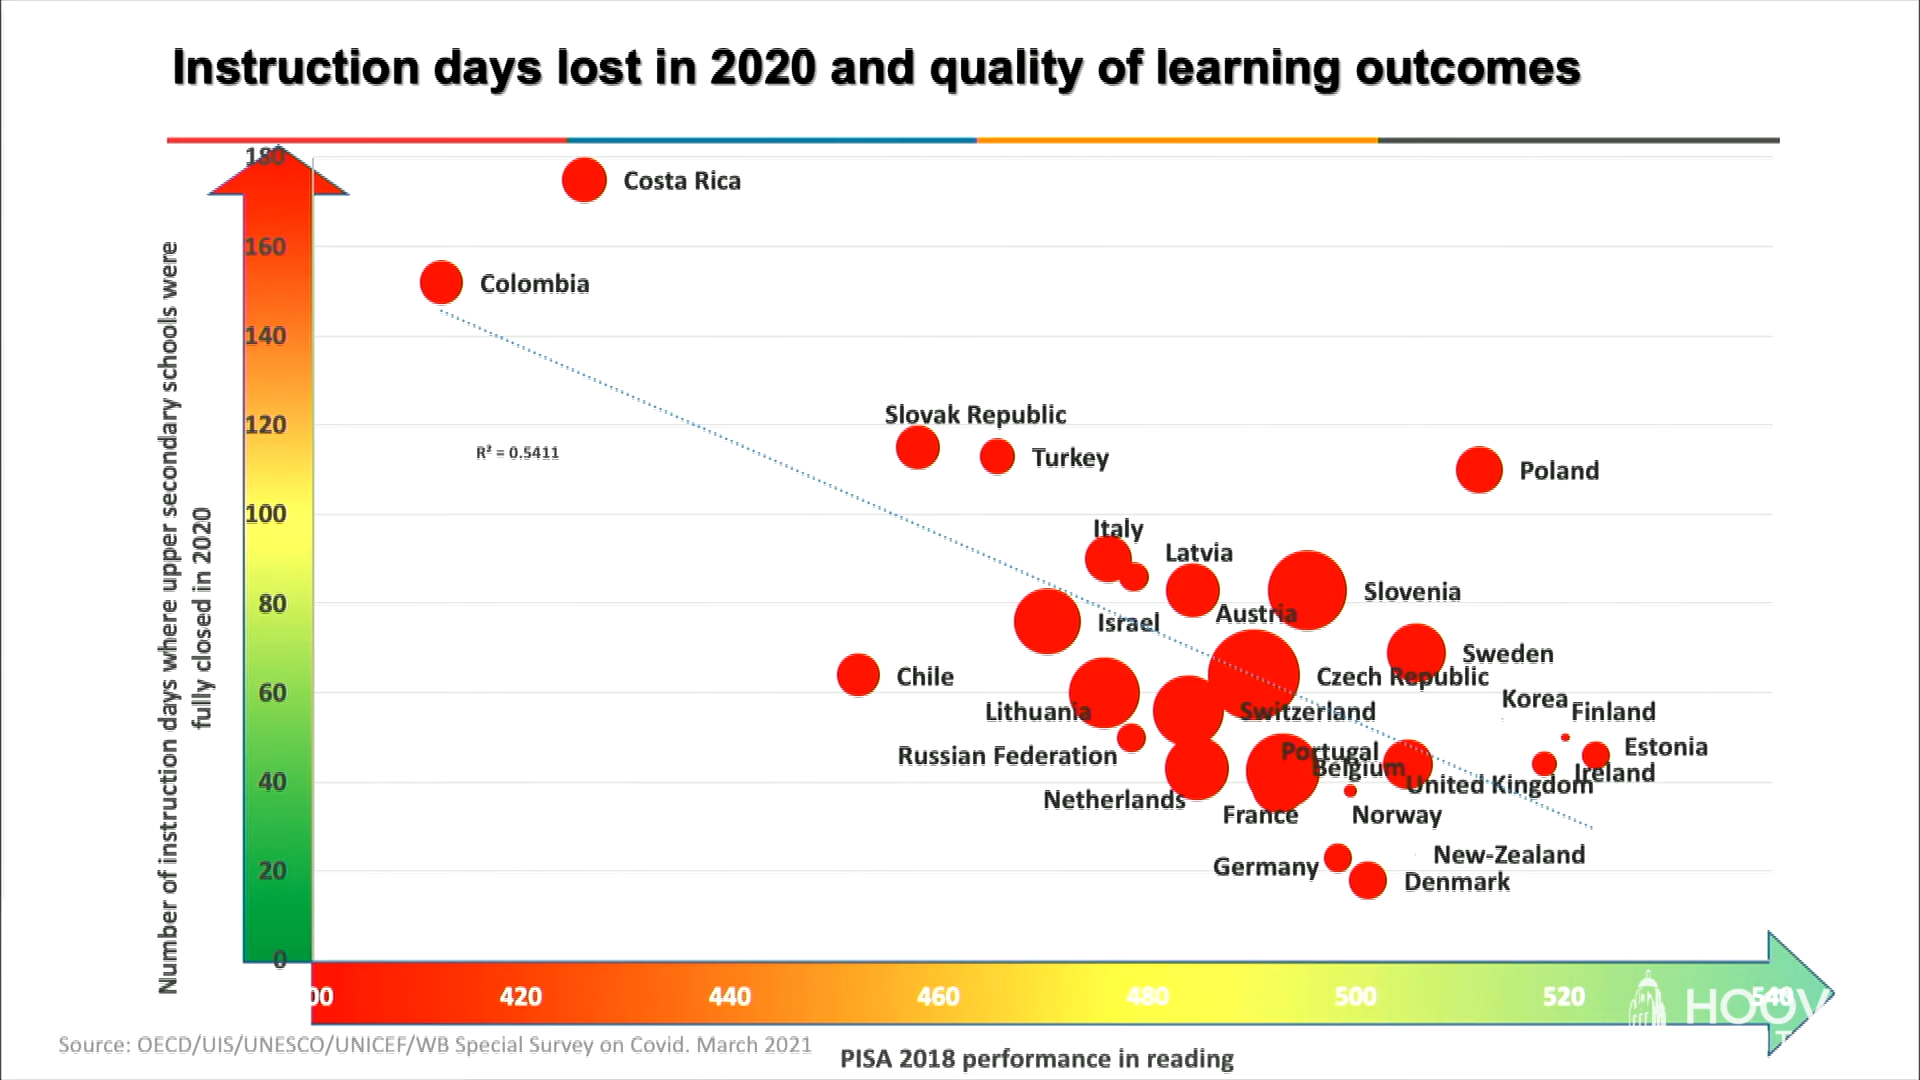 Instruction days lost in 2020 and quality of learning outcomes
180
160
140
120
100
80
60
40
20
0
Number of instruction days where upper secondary schools were
fully closed in 2020
Costa Rica
Colombia
R² = 0.5411
Slovak Republic
Turkey
Poland
Italy
Latvia
Slovenia
Israel
Austria
Sweden
Chile
Czech Republic
Korea
Lithuania
Switzerland
Finland
Russian Federation
Portugal
Estonia
Belgium
Ireland
United Kingdom
Netherlands
France
Norway
New-Zealand
Germany
Denmark
00
420
440
460
480
500
520
540
HOOV
T
Source: OECD/UIS/UNESCO/UNICEF/WB Special Survey on Covid. March 2021
PISA 2018 performance in reading